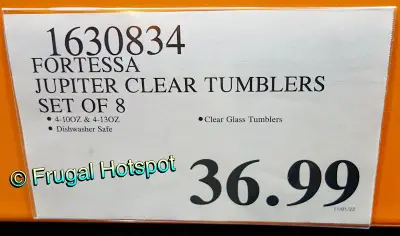 1630834
FORTESSA
JUPITER CLEAR TUMBLERS
SET OF 8
• 4-10OZ & 4-13OZ •Clear Glass Tumblers
• Dishwasher Safe
© Frugal Hotspot
36.99